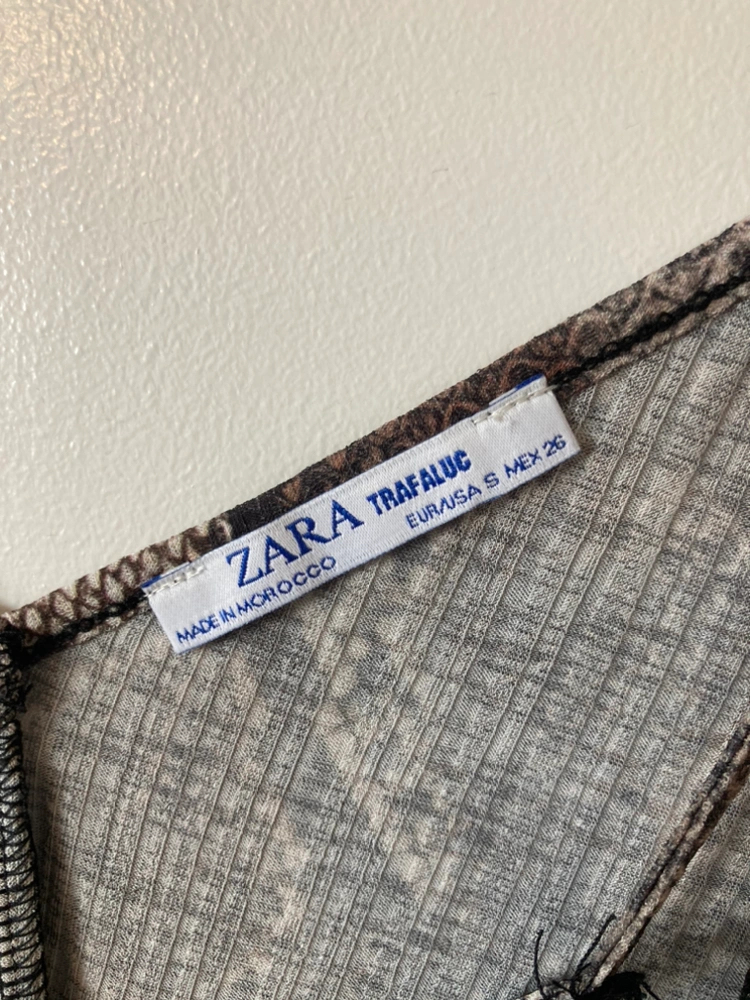 ZARA TRAFALUC
MADE IN MOROCCO EUR/USA S MEX 26